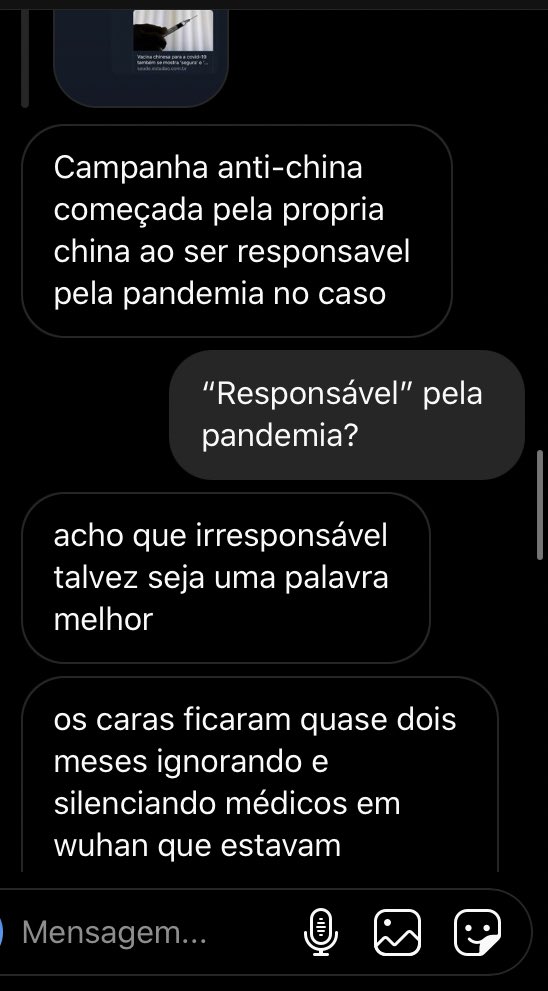 Vacina chinesa para a covid-19
também se mostra 'segura' e '...
saude.estadao.com.br
Campanha anti-china
começada pela propria
china ao ser responsavel
pela pandemia no caso
“Responsável” pela
pandemia?
acho que irresponsável
talvez seja uma palavra
melhor
os caras ficaram quase dois
meses ignorando e
silenciando médicos em
wuhan que estavam
Mensagem...